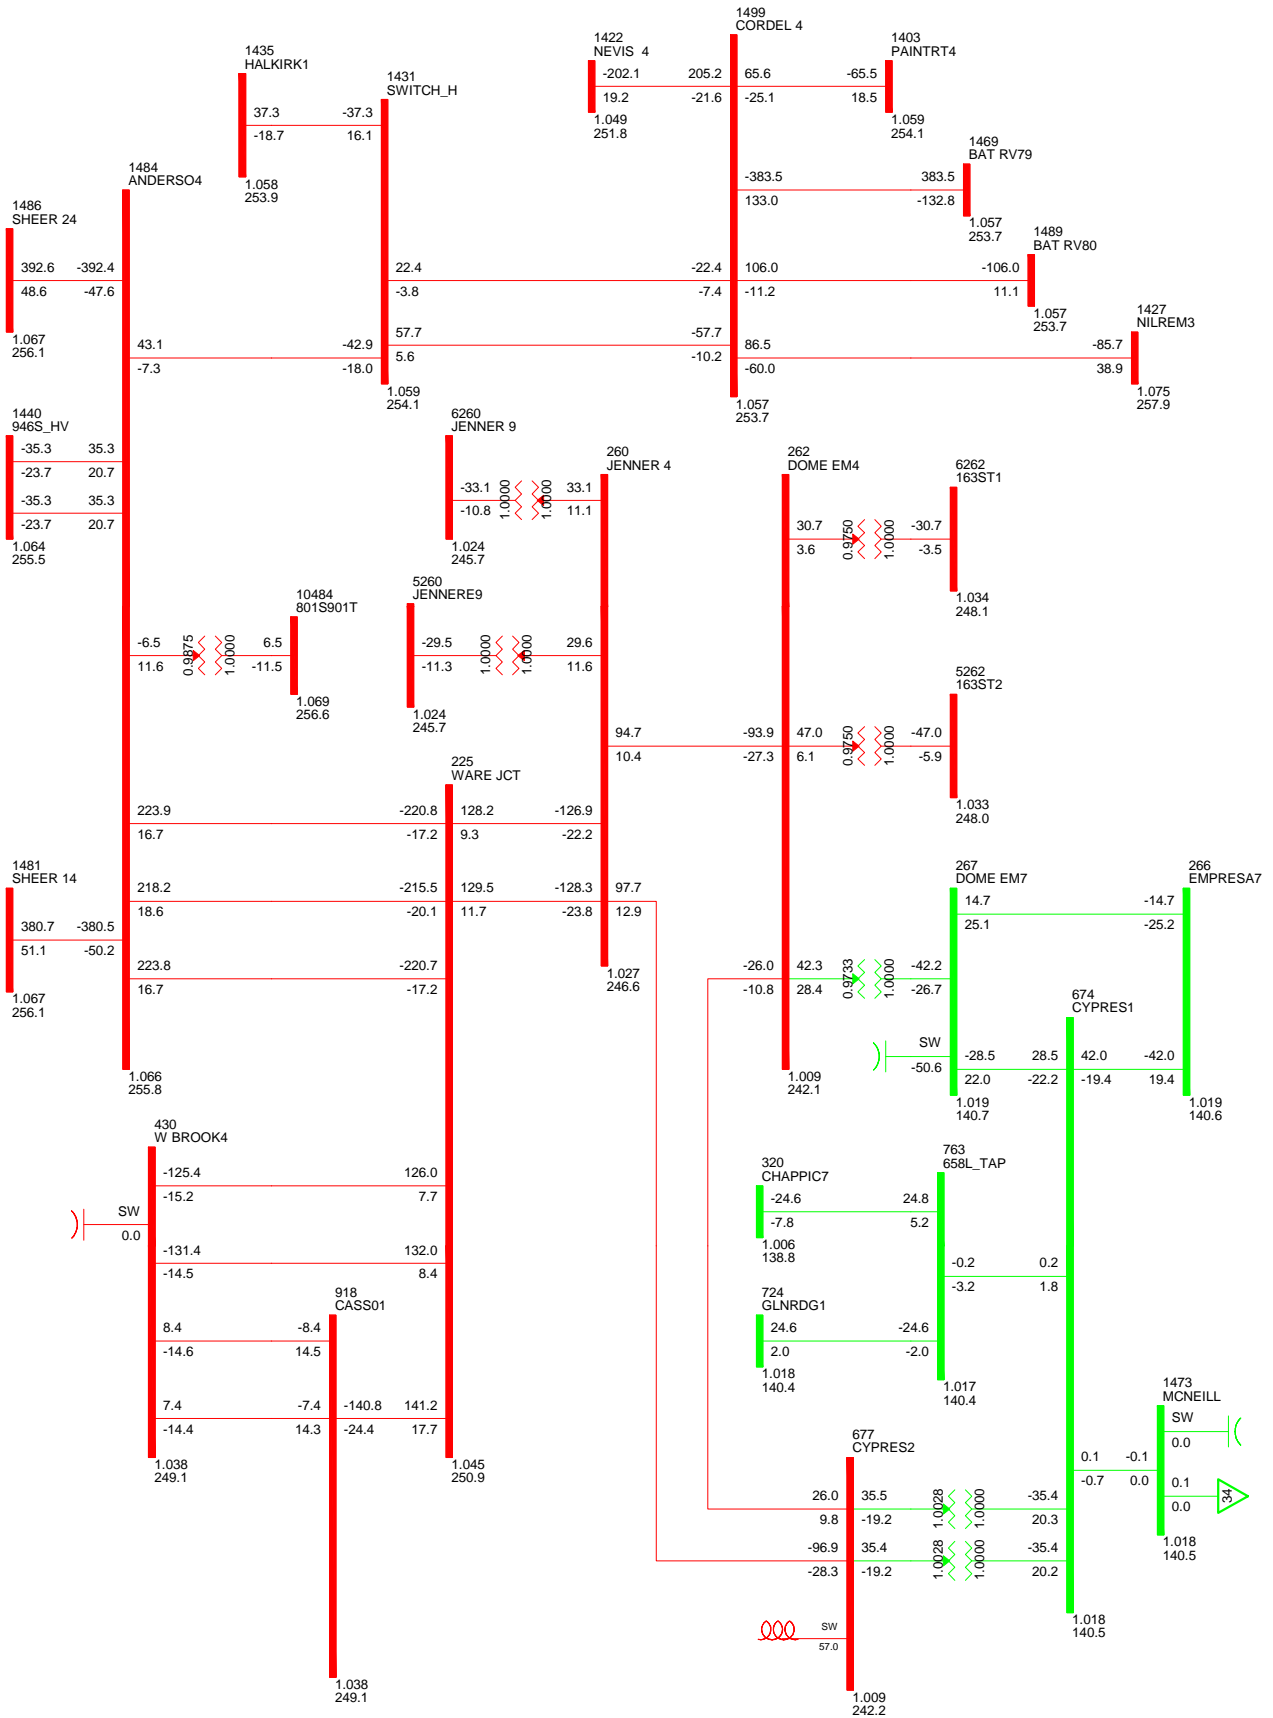 1499
CORDEL 4
1422
NEVIS  4
1403
PAINTRT4
1435
HALKIRK1
1431
SWITCH_H
-202.1 205.2 65.6 -65.5
19.2 -21.6 -25.1 18.5
37.3 -37.3
-18.7 16.1
1.049
251.8
1.059
254.1
1469
BAT RV79
1484
ANDERSO4
1.058
253.9
-383.5 383.5
133.0 -132.8
1486
SHEER 24
1.057
253.7
1489
BAT RV80
392.6 -392.4
48.6 -47.6
22.4 -22.4 106.0 -106.0
-3.8 -7.4 -11.2 11.1
1.057
253.7
1427
NILREM3
1.067
256.1
43.1 -42.9
-7.3 -18.0
57.7 -57.7 86.5 -85.7
5.6 -10.2 -60.0 38.9
1.059
254.1
1.057
253.7
1.075
257.9
1440
946S_HV
6260
JENNER 9
260
JENNER 4
262
DOME EM4
6262
163ST1
-35.3 35.3
-23.7 20.7
-35.3 35.3
-23.7 20.7
1.064
255.5
-33.1 1.0000 1.0000 33.1
-10.8 11.1
1.024
245.7
30.7 0.9750 1.0000 -30.7
3.6 -3.5
1.034
248.1
10484
801S901T
5260
JENNERE9
-6.5 0.9875 1.0000 6.5
11.6 -11.5
1.069
256.6
-29.5 1.0000 1.0000 29.6
-11.3 11.6
1.024
245.7
5262
163ST2
94.7 -93.9 47.0 0.9750 1.0000 -47.0
10.4 -27.3 6.1 -5.9
1.033
248.0
225
WARE JCT
223.9 -220.8 128.2 -126.9
16.7 -17.2 9.3 -22.2
1481
SHEER 14
218.2 -215.5 129.5 -128.3 97.7
18.6 -20.1 11.7 -23.8 12.9
267
DOME EM7
266
EMPRESA7
14.7 -14.7
25.1 -25.2
380.7 -380.5
51.1 -50.2
1.067
256.1
223.8 -220.7
16.7 -17.2
1.027
246.6
-26.0 42.3 0.9733 1.0000 -42.2
-10.8 28.4 -26.7
674
CYPRES1
SW
-50.6
-28.5 28.5 42.0 -42.0
22.0 -22.2 -19.4 19.4
1.066
255.8
1.009
242.1
1.019
140.7
1.019
140.6
430
W BROOK4
-125.4 126.0
-15.2 7.7
SW
0.0
-131.4 132.0
-14.5 8.4
320
CHAPPIC7
763
658L_TAP
-24.6 24.8
-7.8 5.2
1.006
138.8
-0.2 0.2
-3.2 1.8
724
GLNRDG1
24.6 -24.6
2.0 -2.0
1.018
140.4
1.017
140.4
918
CASS01
8.4 -8.4
-14.6 14.5
7.4 -7.4 -140.8 141.2
-14.4 14.3 -24.4 17.7
1.038
249.1
1.045
250.9
1473
MCNEILL
SW
0.0
0.1 -0.1
-0.7 0.0
0.1
0.0
34
1.018
140.5
677
CYPRES2
26.0 35.5 1.0028 1.0000 -35.4
9.8 -19.2 20.3
-96.9 35.4 1.0028 1.0000 -35.4
-28.3 -19.2 20.2
SW
57.0
1.018
140.5
1.038
249.1
1.009
242.2